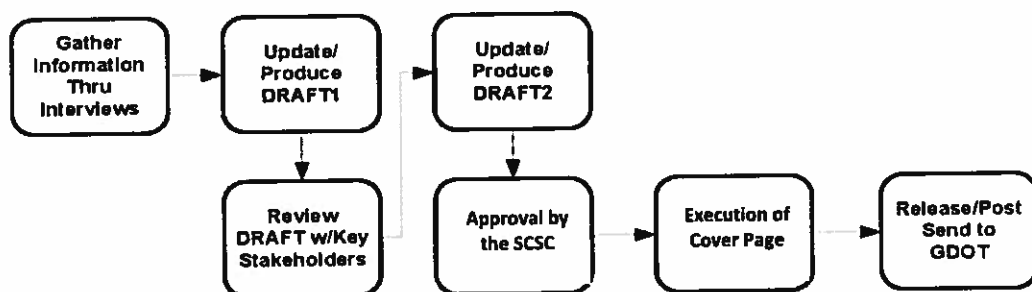 Gather
Information
Thru
Interviews
Update/
Produce
DRAFT1
Review
DRAFT w/Key
Stakeholders
Update/
Produce
DRAFT2
Approval by
the SCSC
Execution of
Cover Page
Release/Post
Send to
GDOT